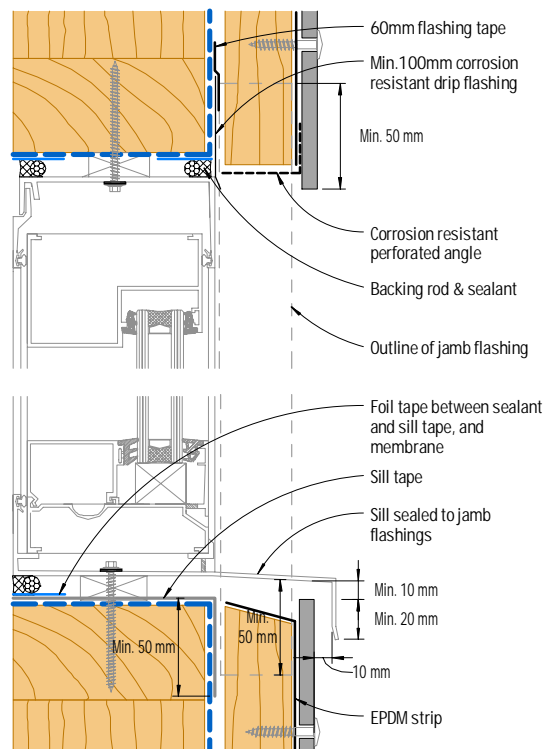 60mm flashing tape
Min.100mm corrosion
resistant drip flashing
Min. 50 mm
Corrosion resistant
perforated angle
Backing rod & sealant
Outline of jamb flashing
Foil tape between sealant
and sill tape, and
membrane
Sill tape
Sill sealed to jamb
flashings
Min. 10 mm
Min. 20 mm
Min.
50 mm
Min. 50 mm
10 mm
EPDM strip